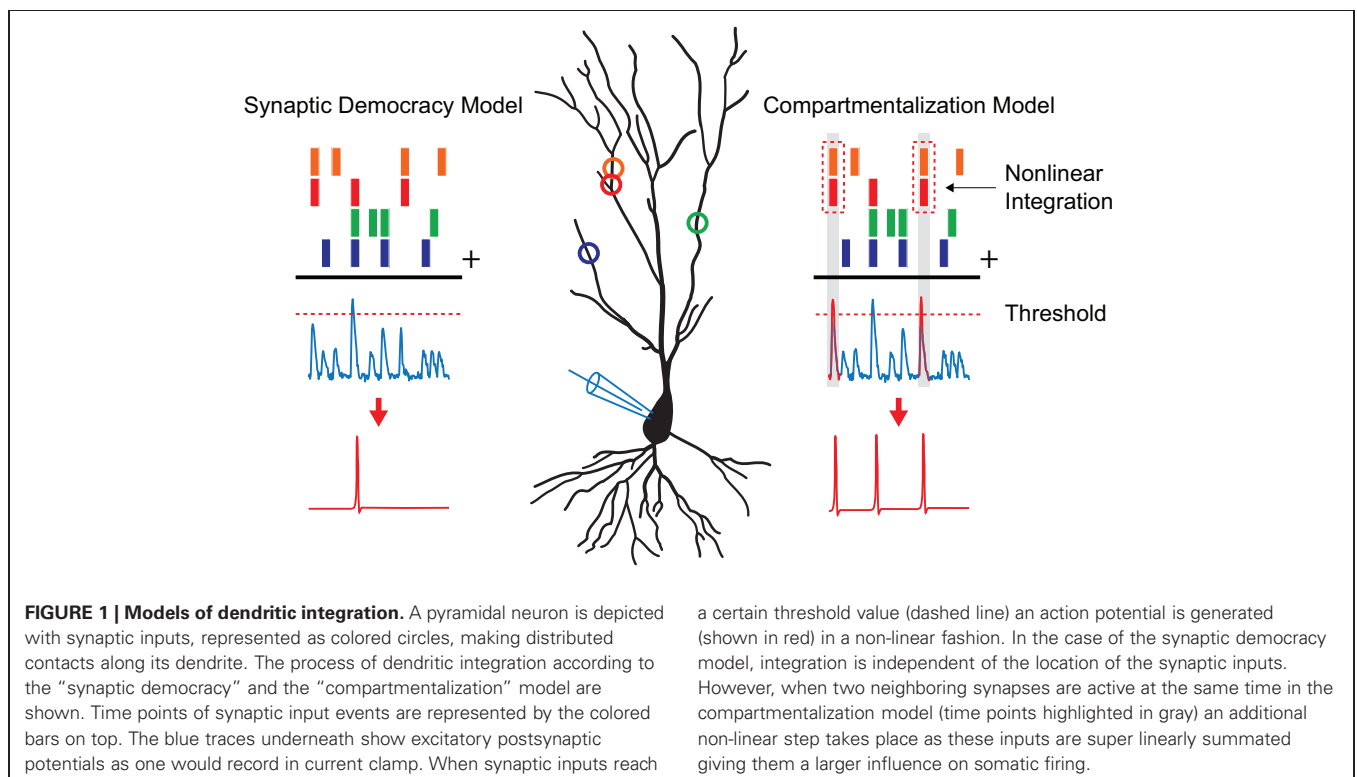 Synaptic Democracy Model
Compartmentalization Model
Nonlinear
Integration
+
+
Threshold
FIGURE 1 | Models of dendritic integration. A pyramidal neuron is depicted
with synaptic inputs, represented as colored circles, making distributed
contacts along its dendrite. The process of dendritic integration according to
the “synaptic democracy” and the “compartmentalization” model are
shown. Time points of synaptic input events are represented by the colored
bars on top. The blue traces underneath show excitatory postsynaptic
potentials as one would record in current clamp. When synaptic inputs reach
a certain threshold value (dashed line) an action potential is generated
(shown in red) in a non-linear fashion. In the case of the synaptic democracy
model, integration is independent of the location of the synaptic inputs.
However, when two neighboring synapses are active at the same time in the
compartmentalization model (time points highlighted in gray) an additional
non-linear step takes place as these inputs are super linearly summated
giving them a larger influence on somatic firing.